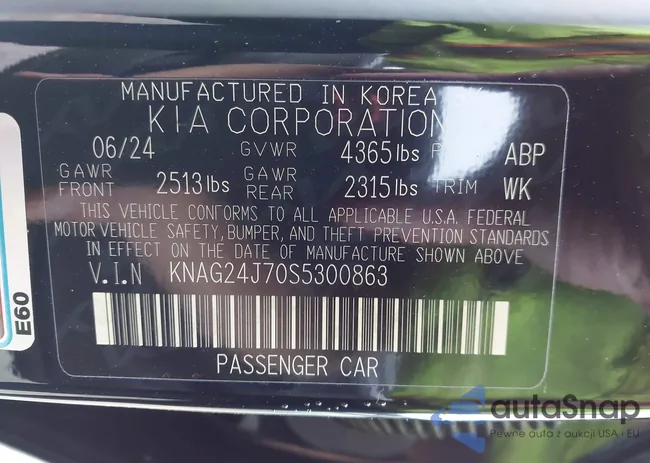 MANUFACTURED IN KOREA
KIA CORPORATION
06/24 GVWR 4365 lbs ABP
GAWR FRONT 2513 lbs GAWR REAR 2315 lbs TRIM WK
THIS VEHICLE CONFORMS TO ALL APPLICABLE U.S.A. FEDERAL
MOTOR VEHICLE SAFETY, BUMPER, AND THEFT PREVENTION STANDARDS
IN EFFECT ON THE DATE OF MANUFACTURE SHOWN ABOVE
V.I.N KNAG24J70S5300863
PASSENGER CAR
E60
autoSnap
Pewne auta z aukcji USA i EU